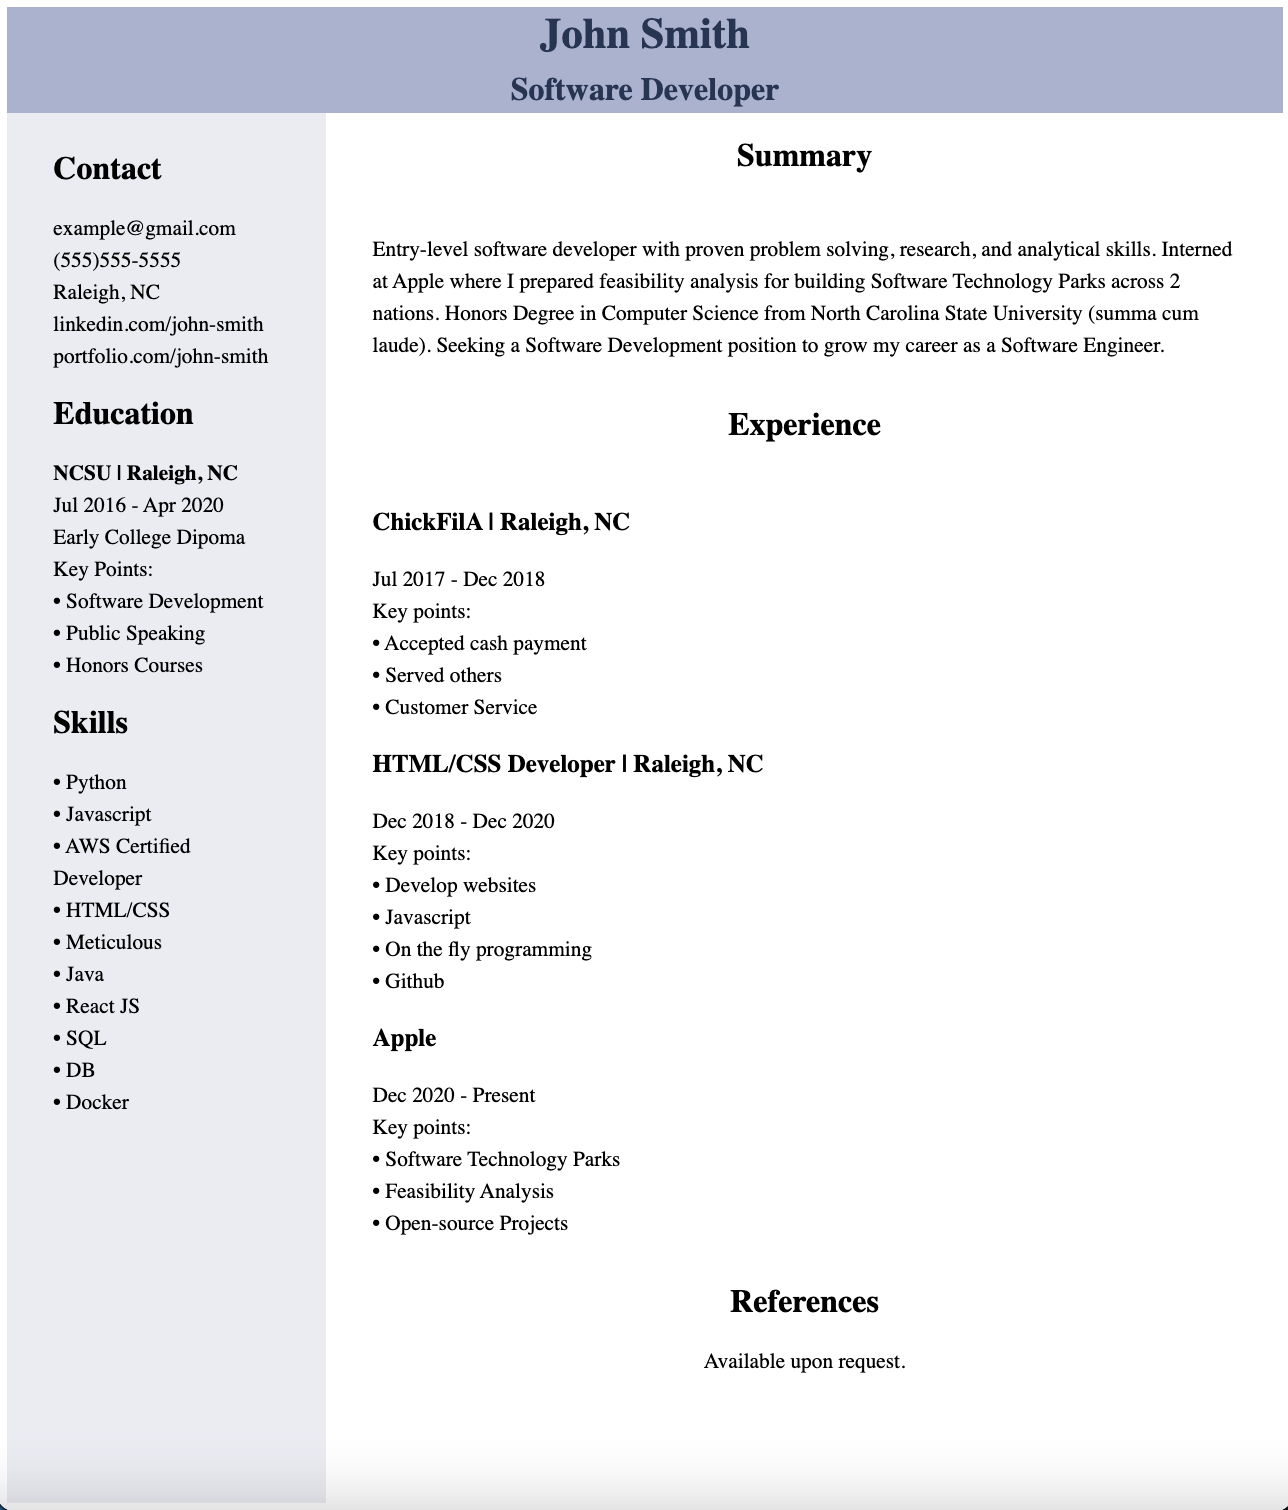 John Smith
Software Developer
Contact
example@gmail.com
(555)555-5555
Raleigh, NC
linkedin.com/john-smith
portfolio.com/john-smith
Education
NCSU | Raleigh, NC
Jul 2016 - Apr 2020
Early College Dipoma
Key Points:
• Software Development
• Public Speaking
• Honors Courses
Skills
• Python
• Javascript
• AWS Certified
Developer
• HTML/CSS
• Meticulous
• Java
• React JS
• SQL
• DB
• Docker
Summary
Entry-level software developer with proven problem solving, research, and analytical skills. Interned
at Apple where I prepared feasibility analysis for building Software Technology Parks across 2
nations. Honors Degree in Computer Science from North Carolina State University (summa cum
laude). Seeking a Software Development position to grow my career as a Software Engineer.
Experience
ChickFilA | Raleigh, NC
Jul 2017 - Dec 2018
Key points:
• Accepted cash payment
• Served others
• Customer Service
HTML/CSS Developer | Raleigh, NC
Dec 2018 - Dec 2020
Key points:
• Develop websites
• Javascript
• On the fly programming
• Github
Apple
Dec 2020 - Present
Key points:
• Software Technology Parks
• Feasibility Analysis
• Open-source Projects
References
Available upon request.